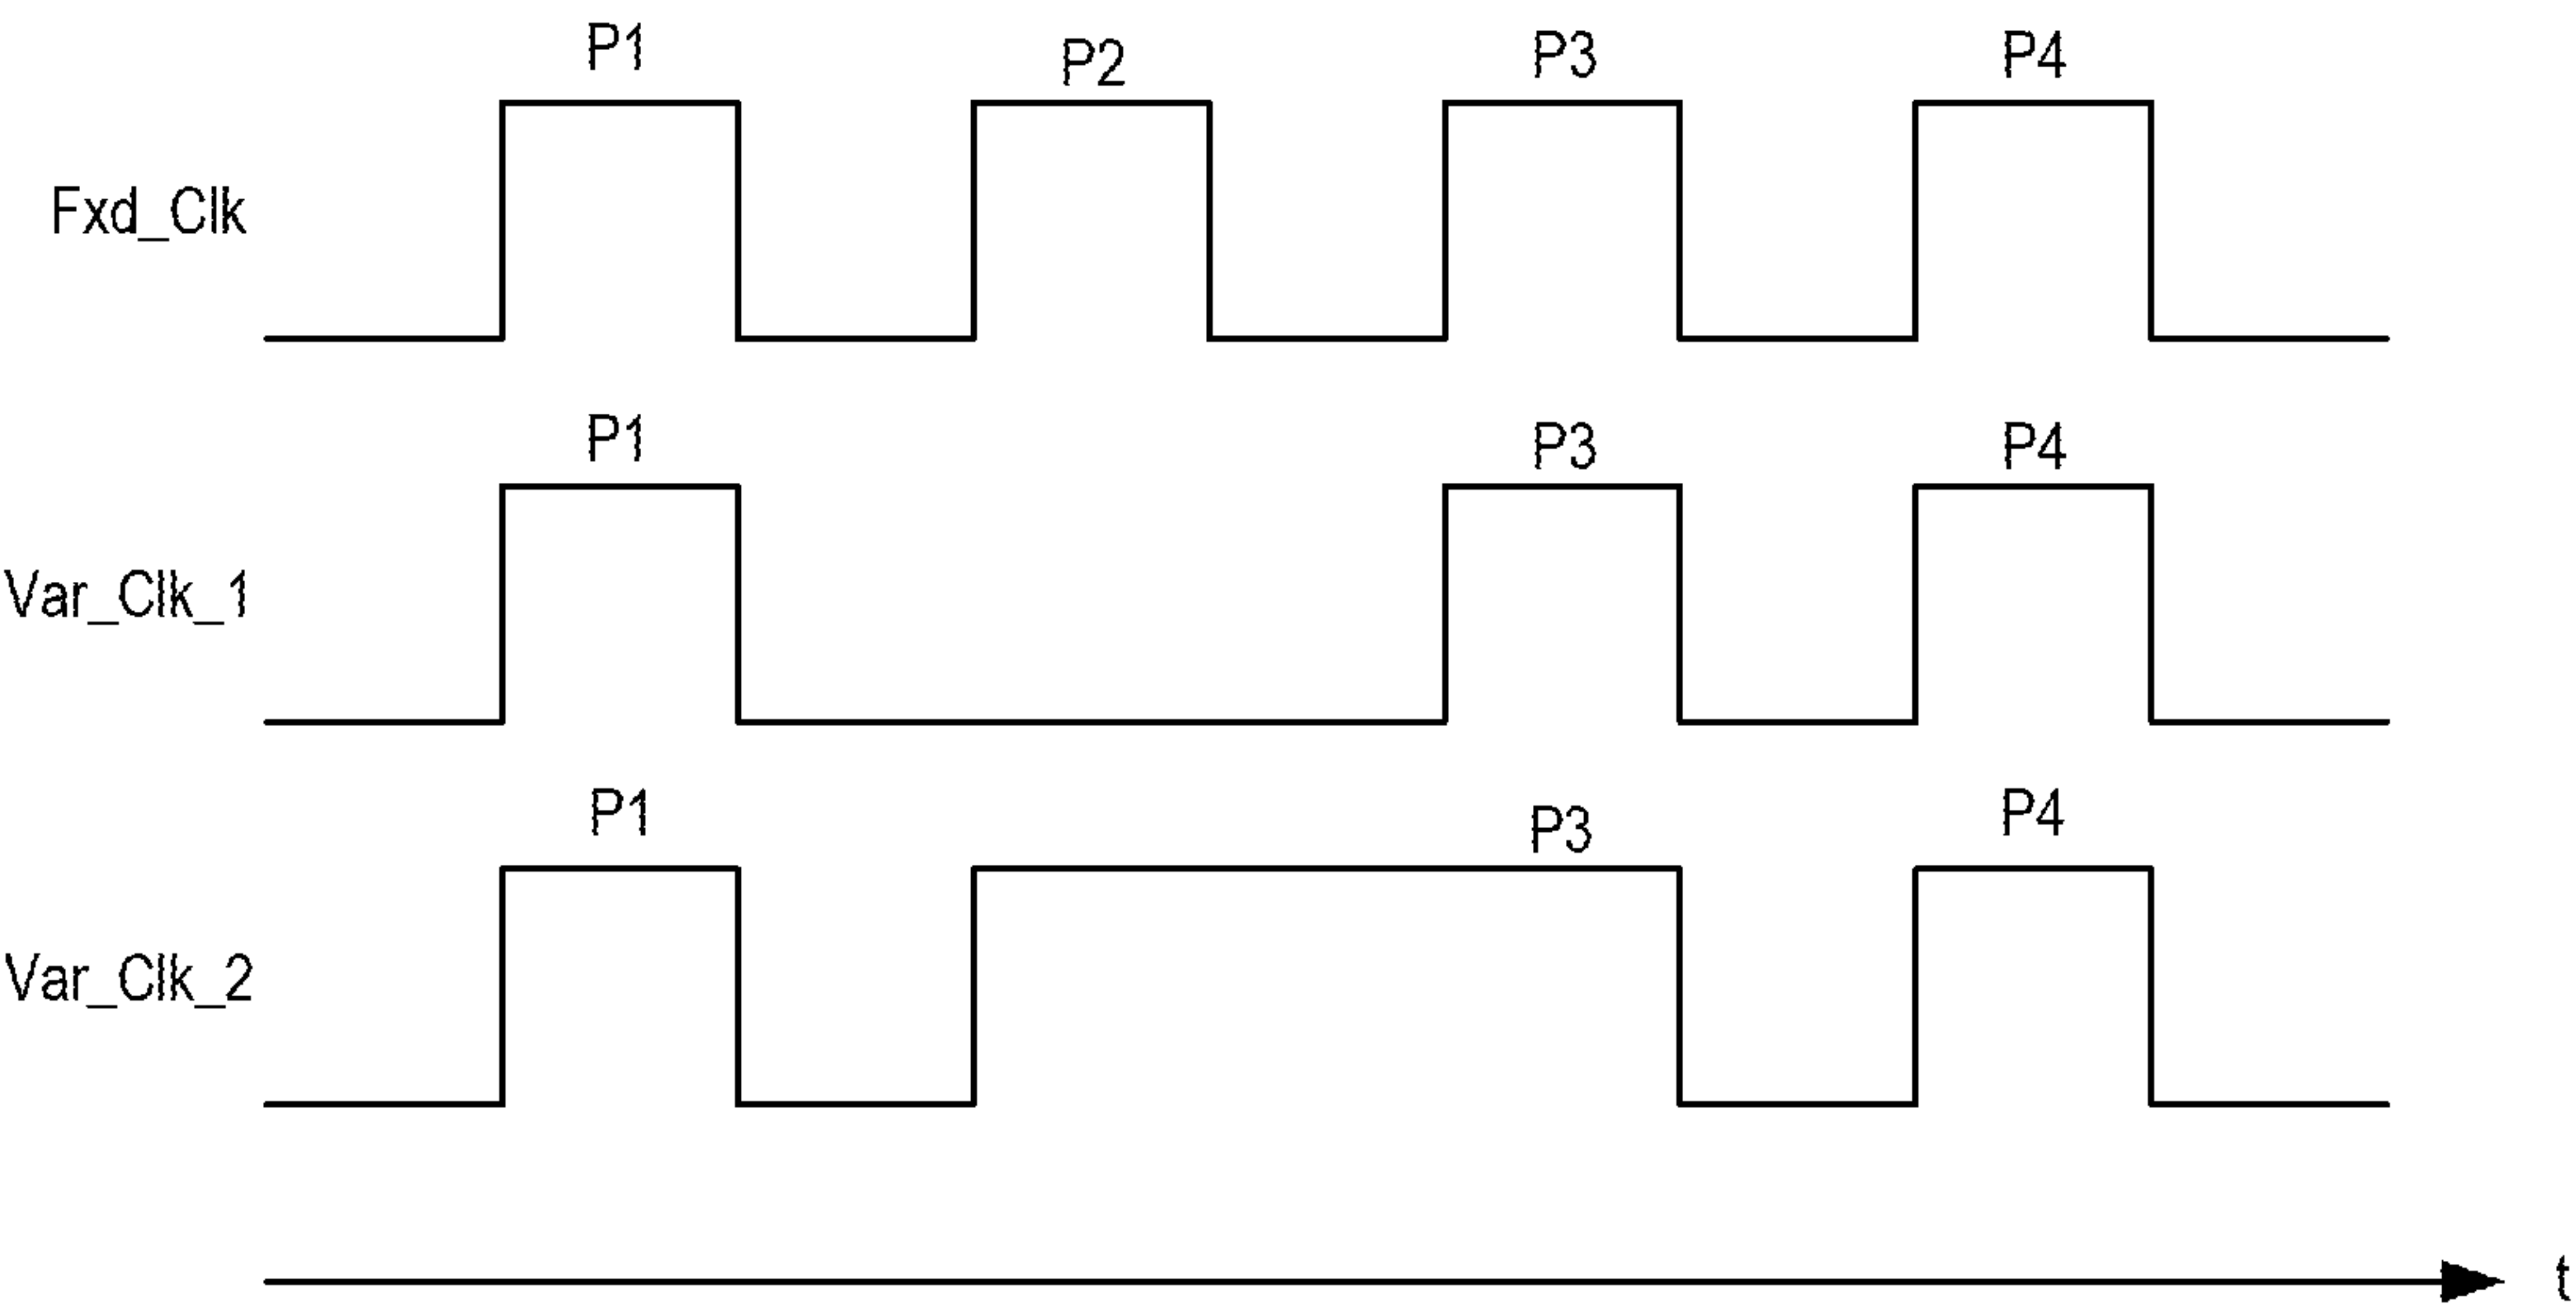 P1 P2 P3 P4
Fxd_Clk
P1 P3 P4
Var_Clk_1
P1 P3 P4
Var_Clk_2
t